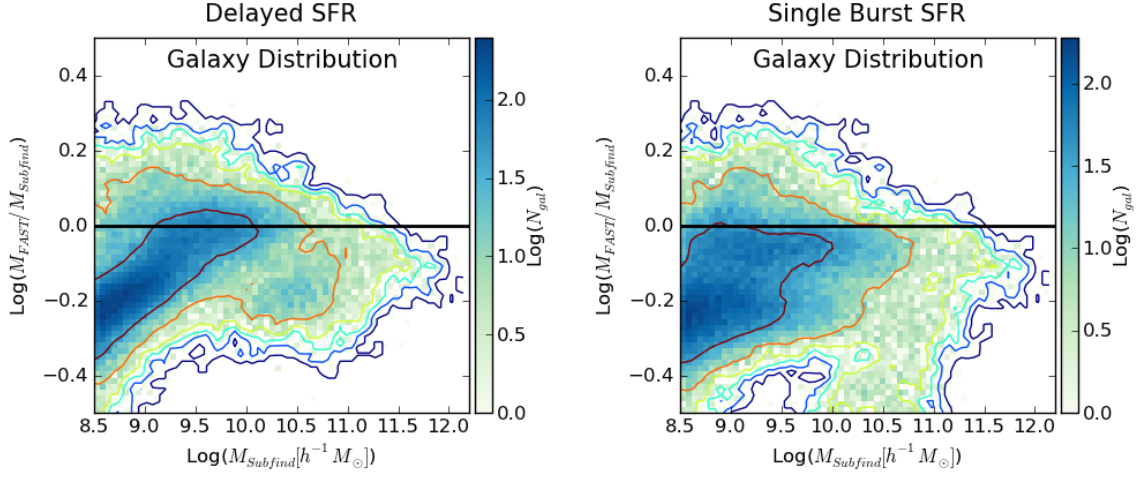 Delayed SFR
Galaxy Distribution
0.4
0.2
0.0
−0.2
−0.4
Log(M_FAST/M_Subfind)
8.5 9.0 9.5 10.0 10.5 11.0 11.5 12.0
Log(M_Subfind[h⁻¹ M_⊙])
2.0
1.5
1.0
0.5
0.0
Log(N_gal)
Single Burst SFR
Galaxy Distribution
0.4
0.2
0.0
−0.2
−0.4
Log(M_FAST/M_Subfind)
8.5 9.0 9.5 10.0 10.5 11.0 11.5 12.0
Log(M_Subfind[h⁻¹ M_⊙])
2.0
1.5
1.0
0.5
0.0
Log(N_gal)